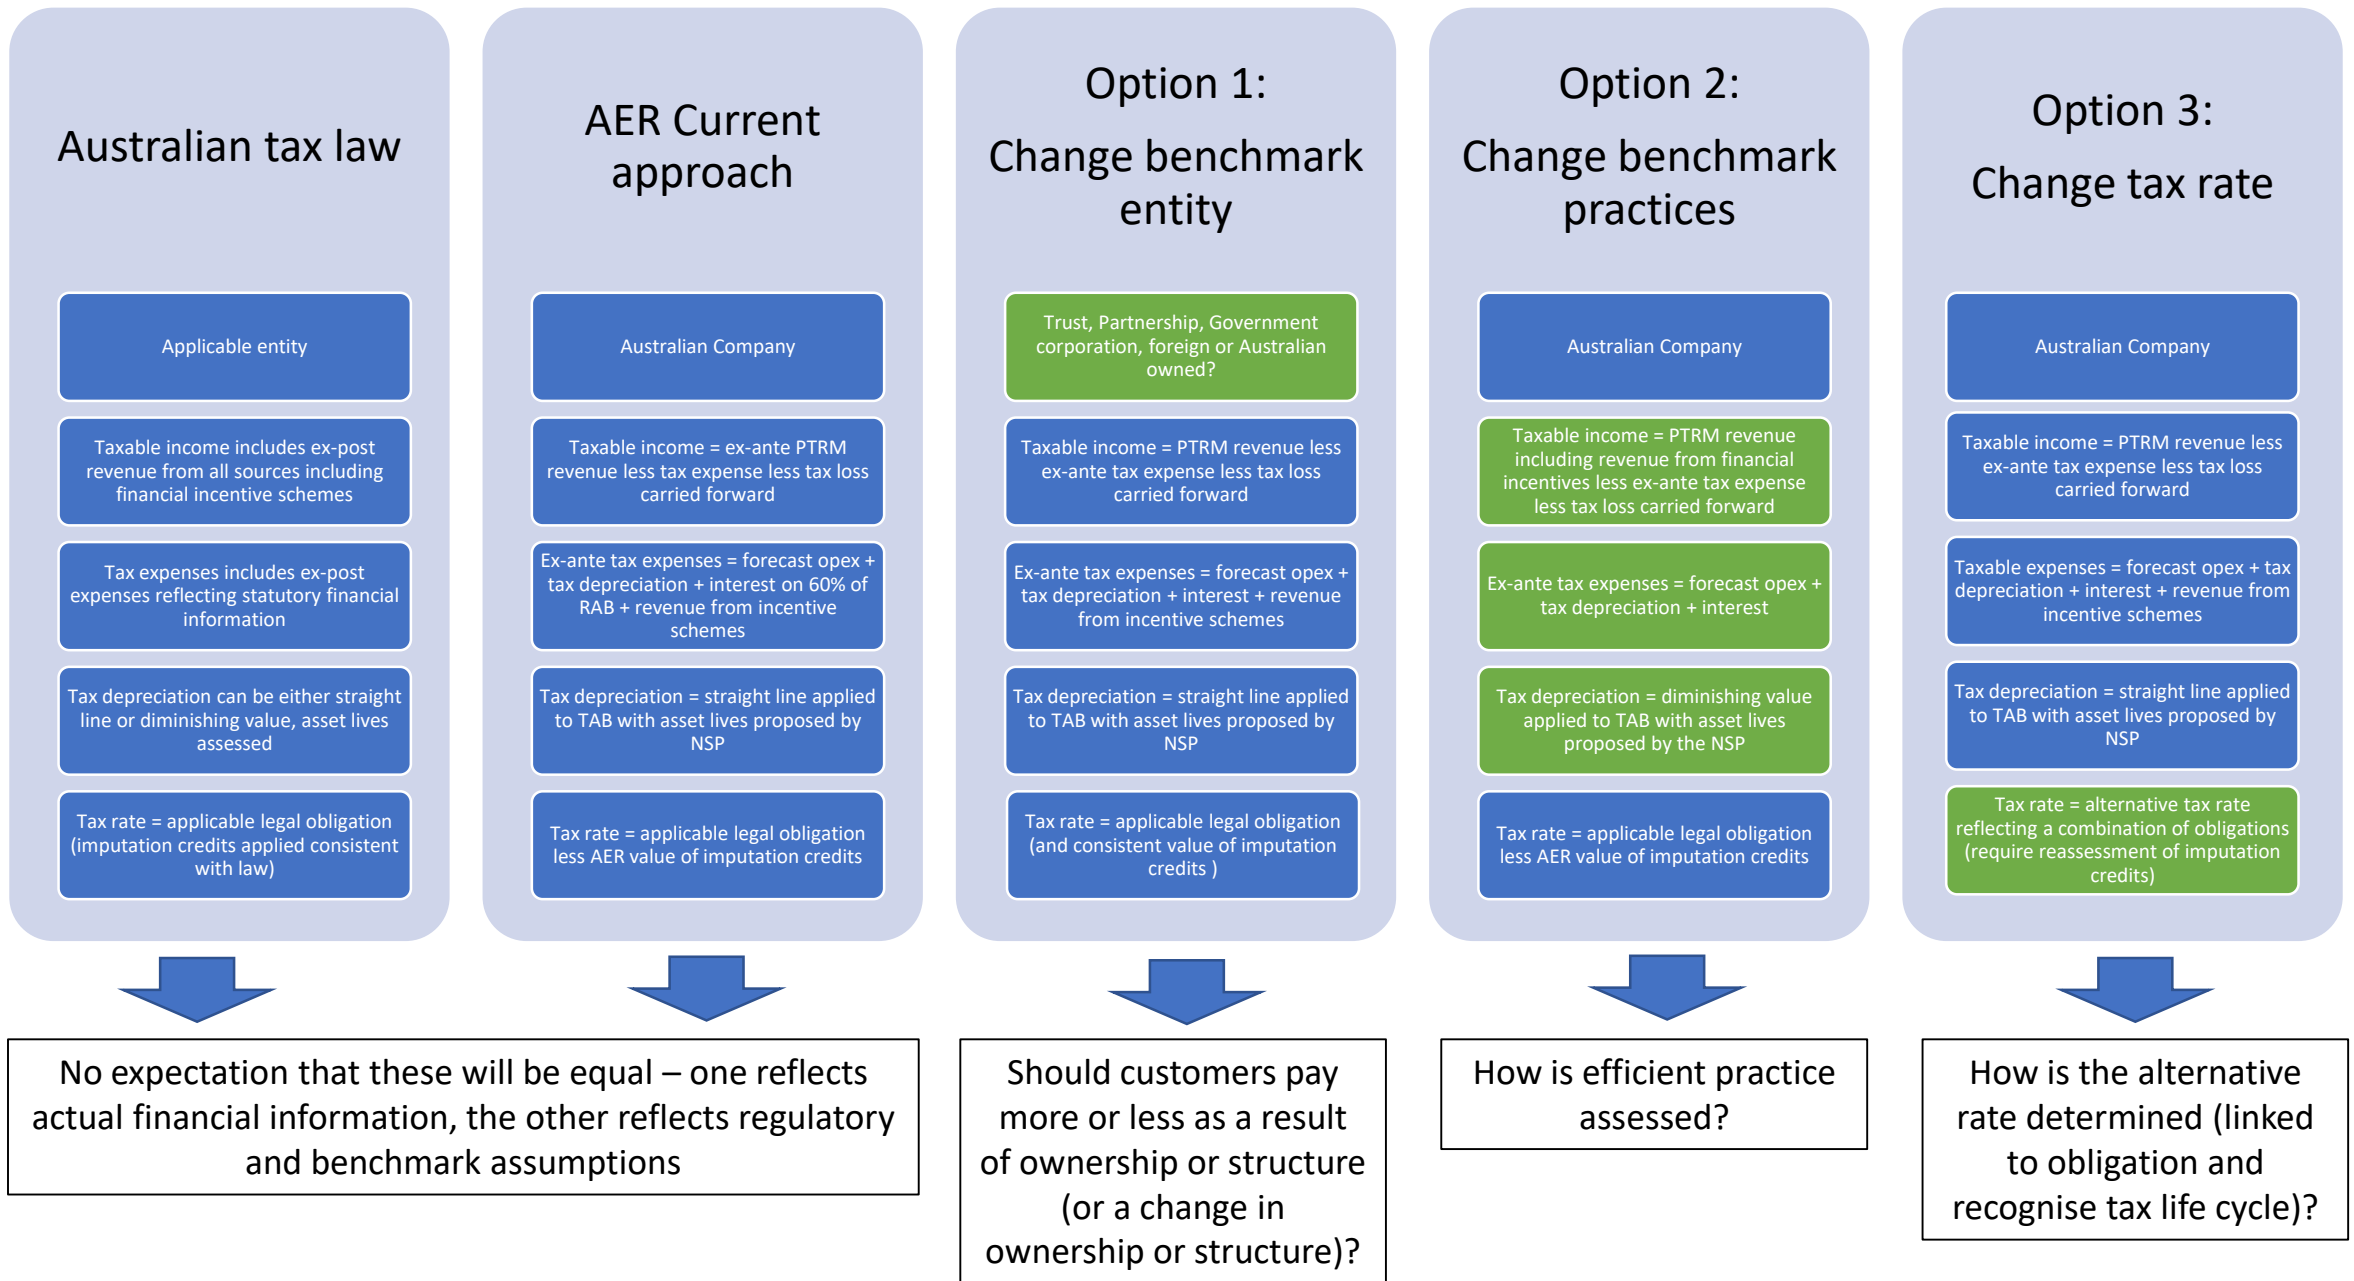 Australian tax law
Applicable entity
Taxable income includes ex-post
revenue from all sources including
financial incentive schemes
Tax expenses includes ex-post
expenses reflecting statutory financial
information
Tax depreciation can be either straight
line or diminishing value, asset lives
assessed
Tax rate = applicable legal obligation
(imputation credits applied consistent
with law)
AER Current
approach
Australian Company
Taxable income = ex-ante PTRM
revenue less tax expense less tax loss
carried forward
Ex-ante tax expenses = forecast opex +
tax depreciation + interest on 60% of
RAB + revenue from incentive
schemes
Tax depreciation = straight line applied
to TAB with asset lives proposed by
NSP
Tax rate = applicable legal obligation
less AER value of imputation credits
No expectation that these will be equal – one reflects
actual financial information, the other reflects regulatory
and benchmark assumptions
Option 1:
Change benchmark
entity
Trust, Partnership, Government
corporation, foreign or Australian
owned?
Taxable income = PTRM revenue less
ex-ante tax expense less tax loss
carried forward
Ex-ante tax expenses = forecast opex +
tax depreciation + interest + revenue
from incentive schemes
Tax depreciation = straight line applied
to TAB with asset lives proposed by
NSP
Tax rate = applicable legal obligation
(and consistent value of imputation
credits )
Should customers pay
more or less as a result
of ownership or structure
(or a change in
ownership or structure)?
Option 2:
Change benchmark
practices
Australian Company
Taxable income = PTRM revenue
including revenue from financial
incentives less ex-ante tax expense
less tax loss carried forward
Ex-ante tax expenses = forecast opex +
tax depreciation + interest
Tax depreciation = diminishing value
applied to TAB with asset lives
proposed by the NSP
Tax rate = applicable legal obligation
less AER value of imputation credits
How is efficient practice
assessed?
Option 3:
Change tax rate
Australian Company
Taxable income = PTRM revenue less
ex-ante tax expense less tax loss
carried forward
Taxable expenses = forecast opex + tax
depreciation + interest + revenue from
incentive schemes
Tax depreciation = straight line applied
to TAB with asset lives proposed by
NSP
Tax rate = alternative tax rate
reflecting a combination of obligations
(require reassessment of imputation
credits)
How is the alternative
rate determined (linked
to obligation and
recognise tax life cycle)?